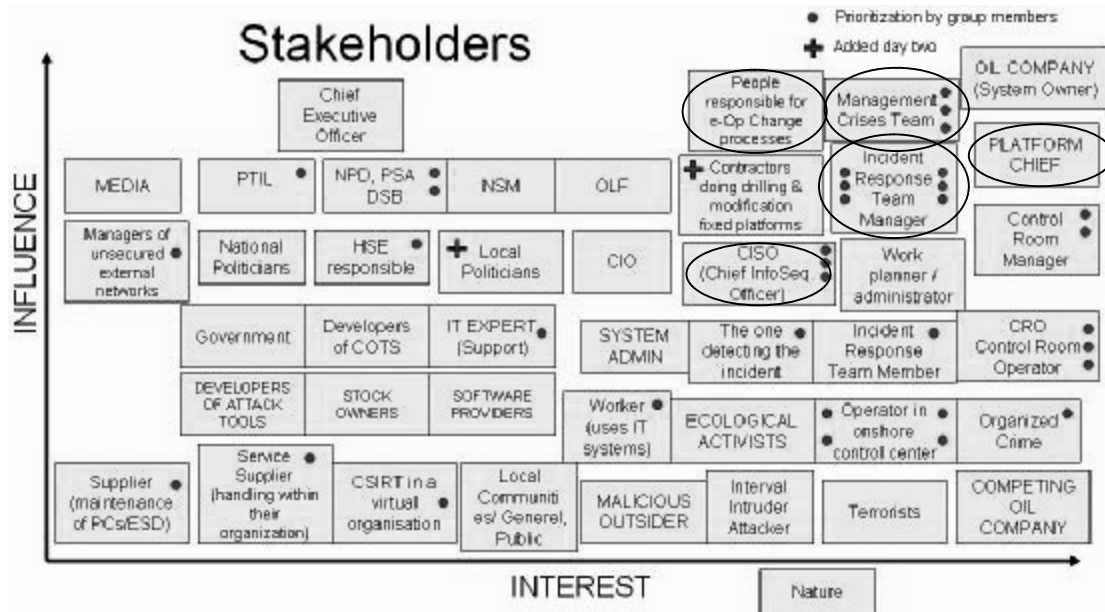 Stakeholders
Prioritization by group members
Added day two
INFLUENCE
Chief
Executive
Officer
People
responsible for
e-Op Change
processes
Management
Crises Team
OIL COMPANY
(System Owner)
MEDIA
PTIL
NPD, PSA
DSB
NSM
OLF
Contractors
doing drilling &
modification
fixed platforms
Incident
Response
Team
Manager
PLATFORM
CHIEF
Managers of
unsecured
external
networks
National
Politicians
HSE
responsible
Local
Politicians
CIO
CISO
(Chief InfoSeq
Officer)
Work
planner /
administrator
Control
Room
Manager
Government
Developers
of COTS
IT EXPERT
(Support)
SYSTEM
ADMIN
The one
detecting the
incident
Incident
Response
Team Member
CRO
Control Room
Operator
DEVELOPERS
OF ATTACK
TOOLS
STOCK
OWNERS
SOFTWARE
PROVIDERS
Worker
(uses IT
systems)
ECOLOGICAL
ACTIVISTS
Operator in
onshore
control center
Organized
Crime
Supplier
(maintenance
of PCs/ESD)
Service
Supplier
(handling within
their
organization)
CSIRT in a
virtual
organisation
Local
Communiti
es/ Generel,
Public
MALICIOUS
OUTSIDER
Interval
Intruder
Attacker
Terrorists
COMPETING
OIL
COMPANY
INTEREST
Nature